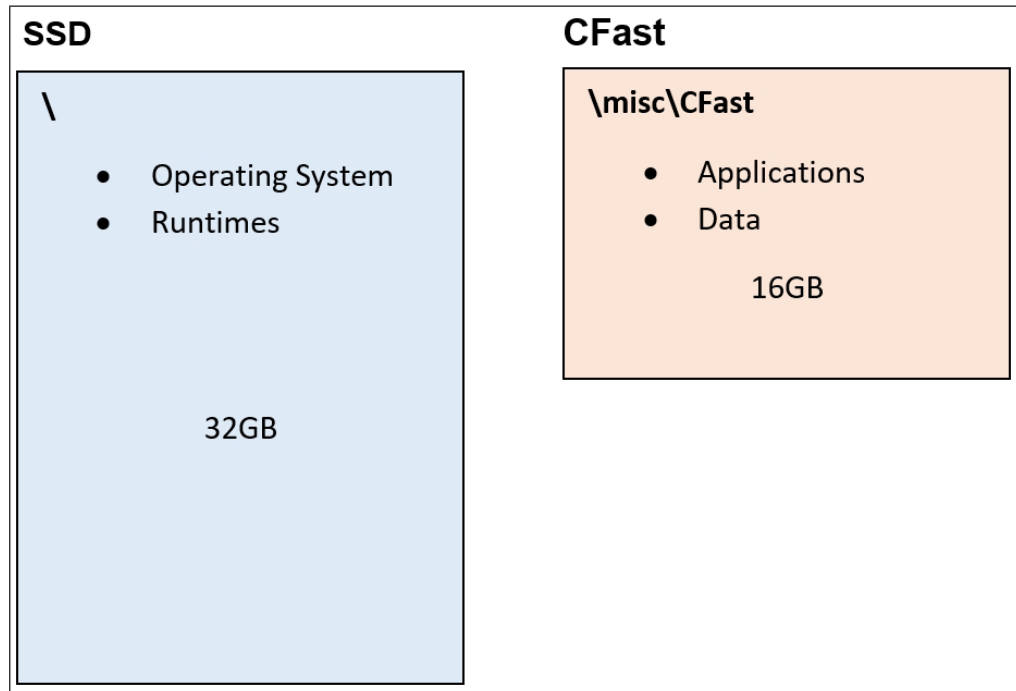 SSD
\
• Operating System
• Runtimes
32GB
CFast
\misc\CFast
• Applications
• Data
16GB